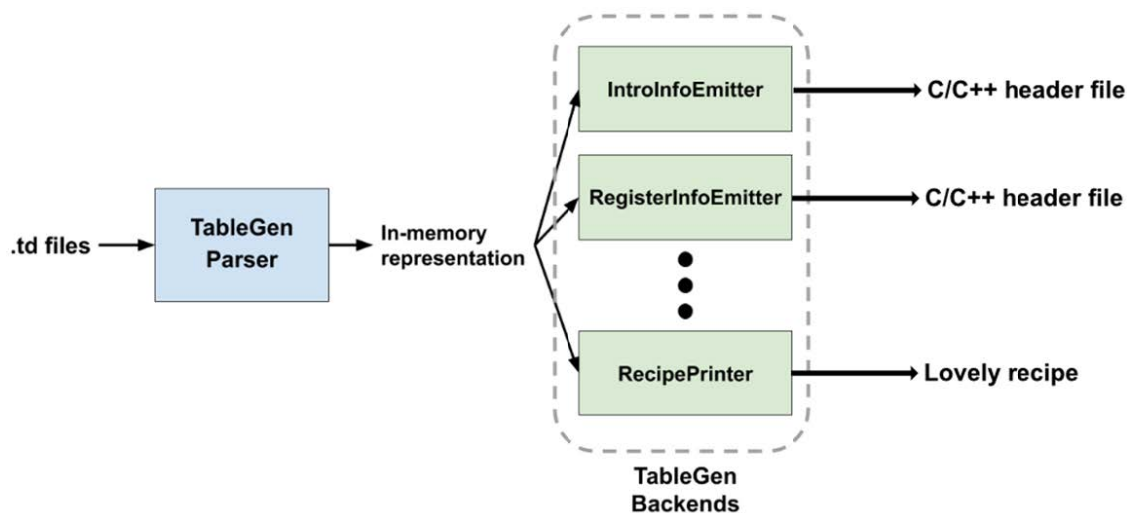 .td files
TableGen
Parser
In-memory
representation
IntroInfoEmitter
C/C++ header file
RegisterInfoEmitter
C/C++ header file
RecipePrinter
Lovely recipe
TableGen
Backends